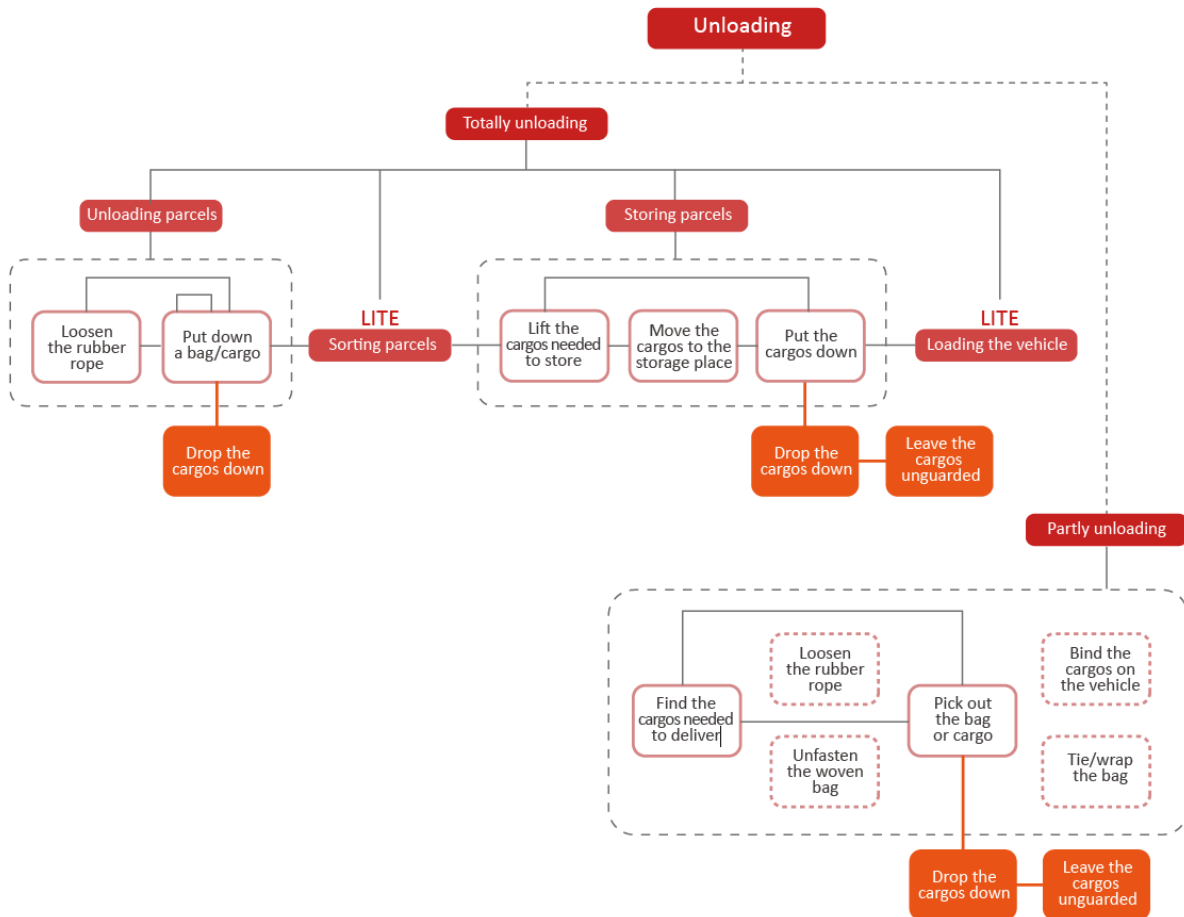 Unloading
Totally unloading
Unloading parcels
Storing parcels
Loosen
the rubber
rope
Put down
a bag/cargo
LITE
Sorting parcels
Lift the
cargos needed
to store
Move the
cargos to the
storage place
Put the
cargos down
LITE
Loading the vehicle
Drop the
cargos down
Drop the
cargos down
Leave the
cargos
unguarded
Partly unloading
Find the
cargos needed
to deliver
Loosen
the rubber
rope
Unfasten
the woven
bag
Pick out
the bag
or cargo
Bind the
cargos on
the vehicle
Tie/wrap
the bag
Drop the
cargos down
Leave the
cargos
unguarded